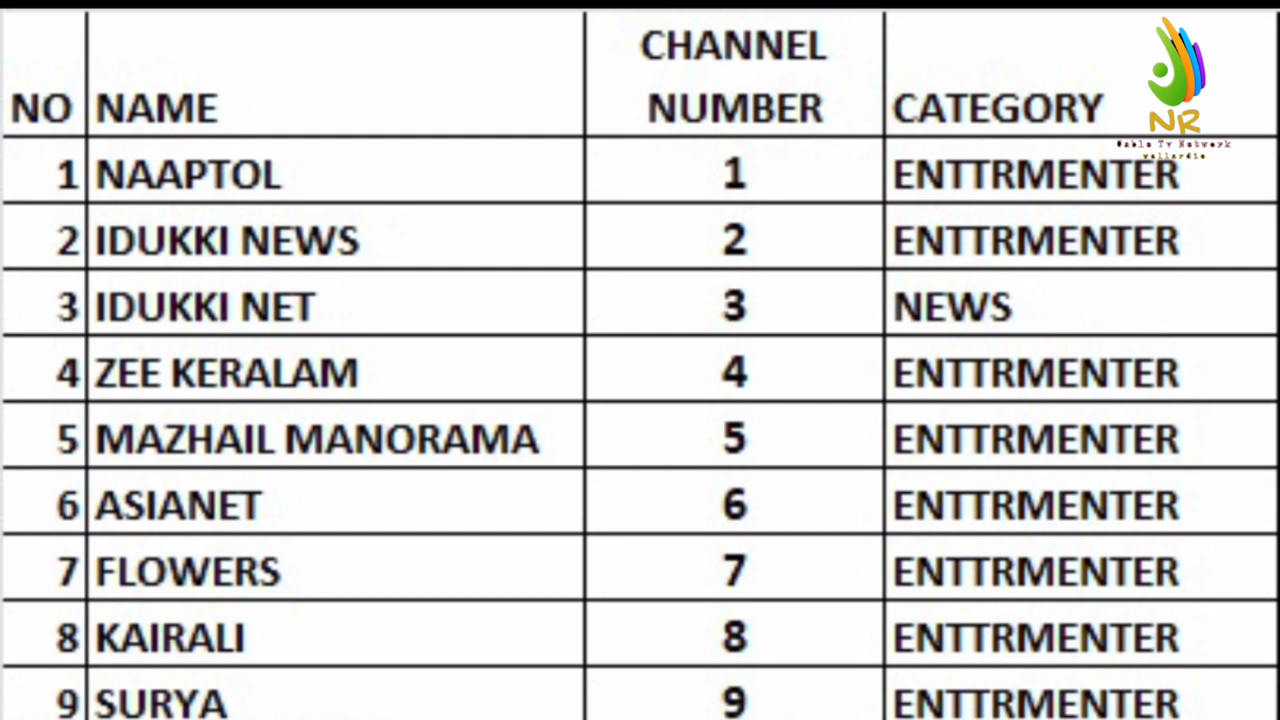 CHANNEL
NO NAME NUMBER CATEGORY
1 NAAPTOL 1 ENTTRMENTER
2 IDUKKI NEWS 2 ENTTRMENTER
3 IDUKKI NET 3 NEWS
4 ZEE KERALAM 4 ENTTRMENTER
5 MAZHAIL MANORAMA 5 ENTTRMENTER
6 ASIANET 6 ENTTRMENTER
7 FLOWERS 7 ENTTRMENTER
8 KAIRALI 8 ENTTRMENTER
9 SURYA 9 ENTTRMENTER
NR
Tv Network